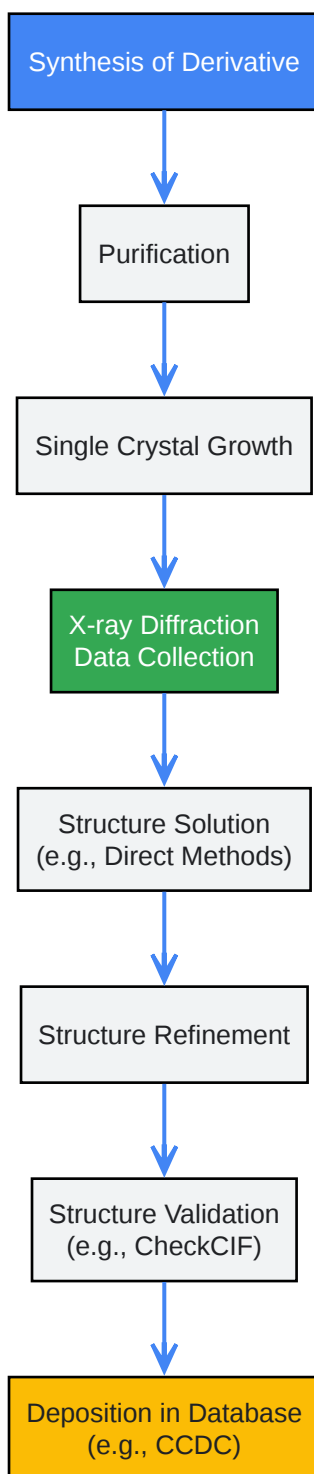 Synthesis of Derivative
Purification
Single Crystal Growth
X-ray Diffraction
Data Collection
Structure Solution
(e.g., Direct Methods)
Structure Refinement
Structure Validation
(e.g., CheckCIF)
Deposition in Database
(e.g., CCDC)